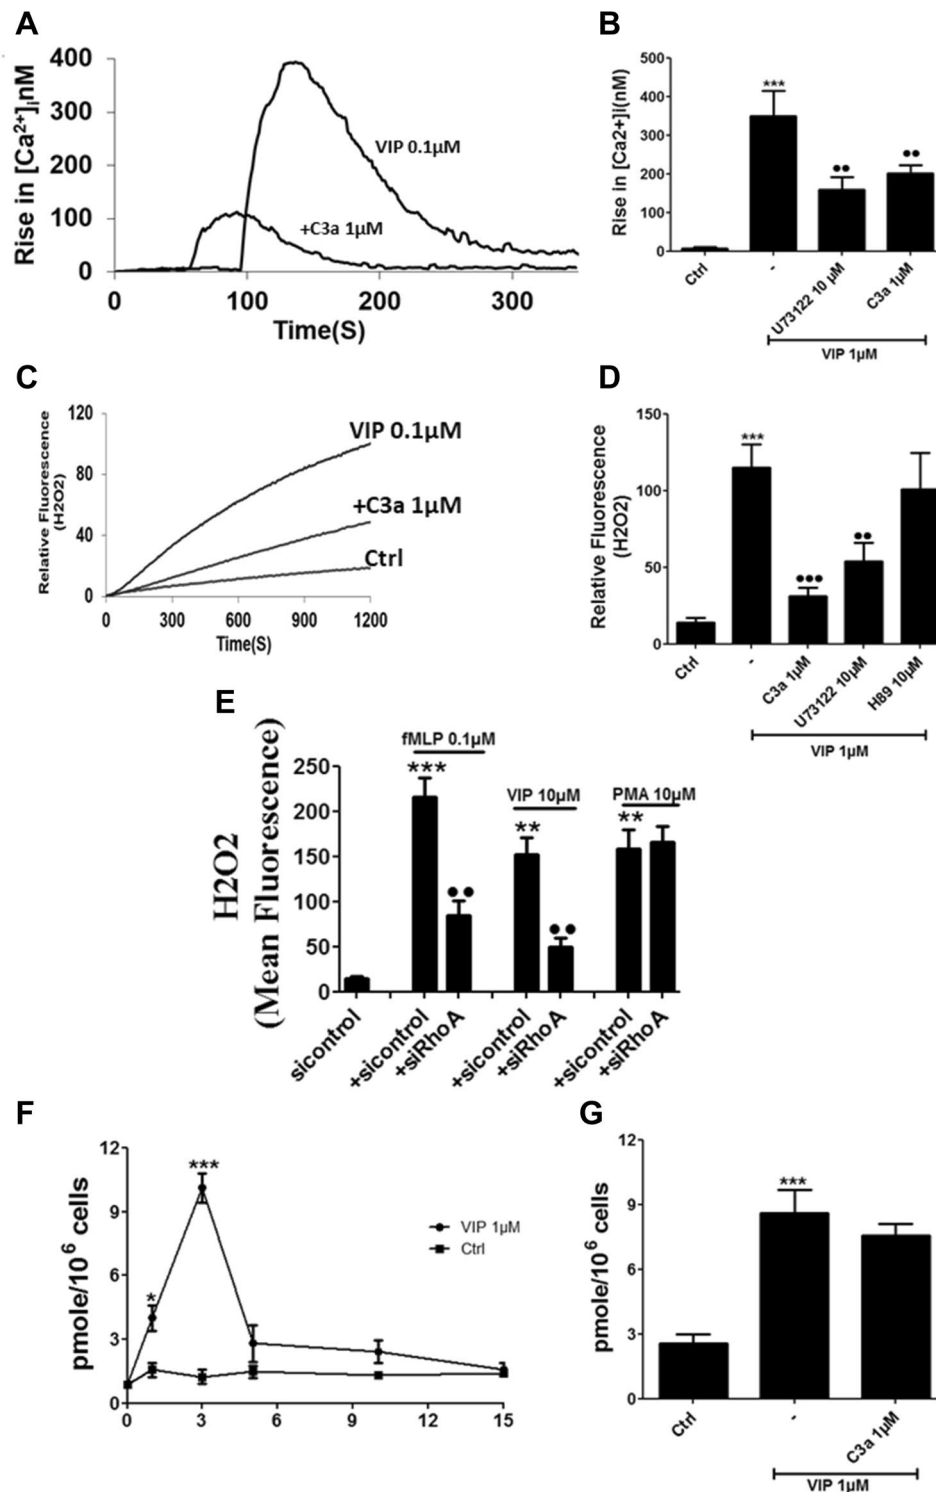 A
Rise in [Ca²⁺]ᵢnM
400
300
200
100
0
VIP 0.1µM
+C3a 1µM
0 100 200 300
Time(S)
B
Rise in [Ca2+]i(nM)
500
400
300
200
100
0
***
●●
●●
Ctrl
-
U73122 10 µM
C3a 1µM
VIP 1µM
C
Relative Fluorescence
(H2O2)
120
80
40
0
VIP 0.1µM
+C3a 1µM
Ctrl
0 300 600 900 1200
Time(S)
D
Relative Fluorescence
(H2O2)
150
100
50
0
***
●●●
●●
Ctrl
-
C3a 1µM
U73122 10µM
H89 10µM
VIP 1µM
E
H2O2
(Mean Fluorescence)
250
200
150
100
50
0
fMLP 0.1µM
***
●●
VIP 10µM
**
●●
PMA 10µM
**
sicontrol
+sicontrol
+siRhoA
+sicontrol
+siRhoA
+sicontrol
+siRhoA
F
pmole/10⁶ cells
12
9
6
3
0
*
***
VIP 1µM
Ctrl
0 3 6 9 12 15
G
pmole/10⁶ cells
12
9
6
3
0
***
Ctrl
-
C3a 1µM
VIP 1µM